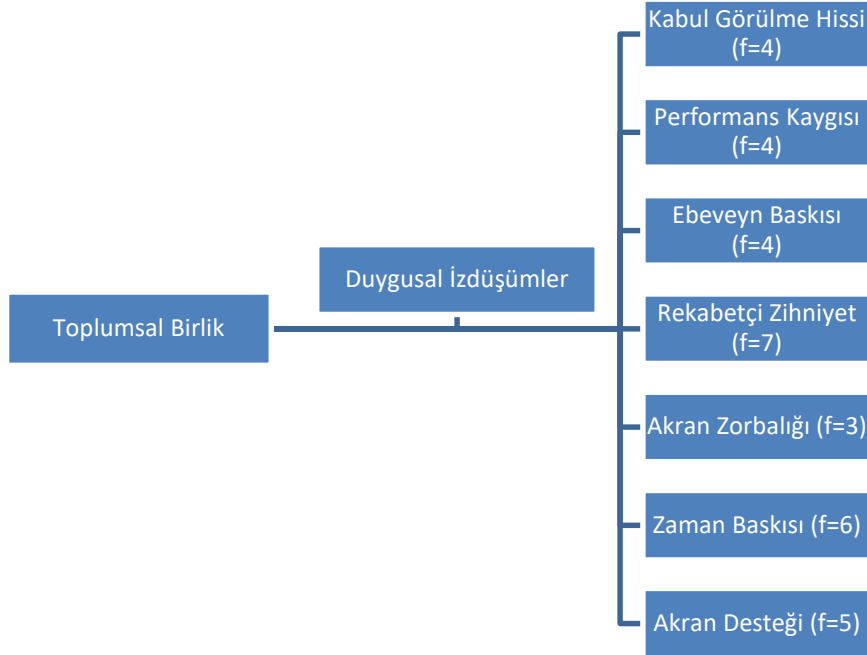 Toplumsal Birlik
Duygusal İzdüşümler
Kabul Görülme Hissi
(f=4)
Performans Kaygısı
(f=4)
Ebeveyn Baskısı
(f=4)
Rekabetçi Zihniyet
(f=7)
Akran Zorbalığı (f=3)
Zaman Baskısı (f=6)
Akran Desteği (f=5)